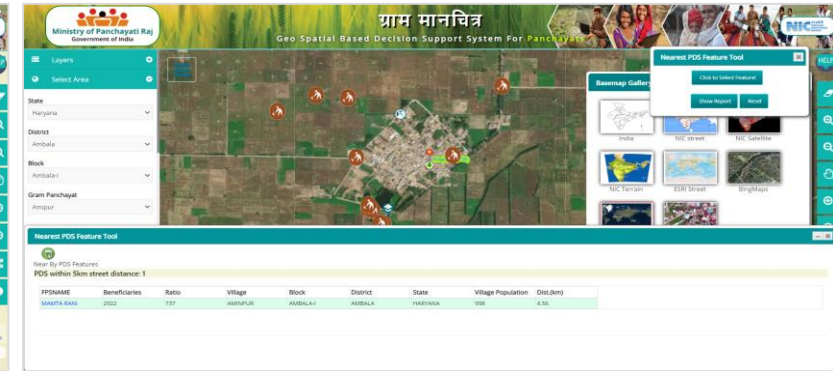 Ministry of Panchayati Raj
Government of India
ग्राम मानचित्र
Geo Spatial Based Decision Support System For Panchayats
NIC
HELP
Layers
Select Area
State
Haryana
District
Ambala
Block
Ambala-i
Gram Panchayat
Amipur
Nearest PDS Feature Tool
Click to Select Feature!
Show Report Reset
Basemap Gallery
India NIC street NIC Satellite
NIC Terrain ESRI Street BingMaps
Nearest PDS Feature Tool
Near By PDS Features
PDS within 5km street distance: 1
FPSNAME Beneficiaries Ratio Village Block District State Village Population Dist.(km)
MAMTA RANI 2922 737 AMINPUR AMBALA-I AMBALA HARYANA 998 4.56